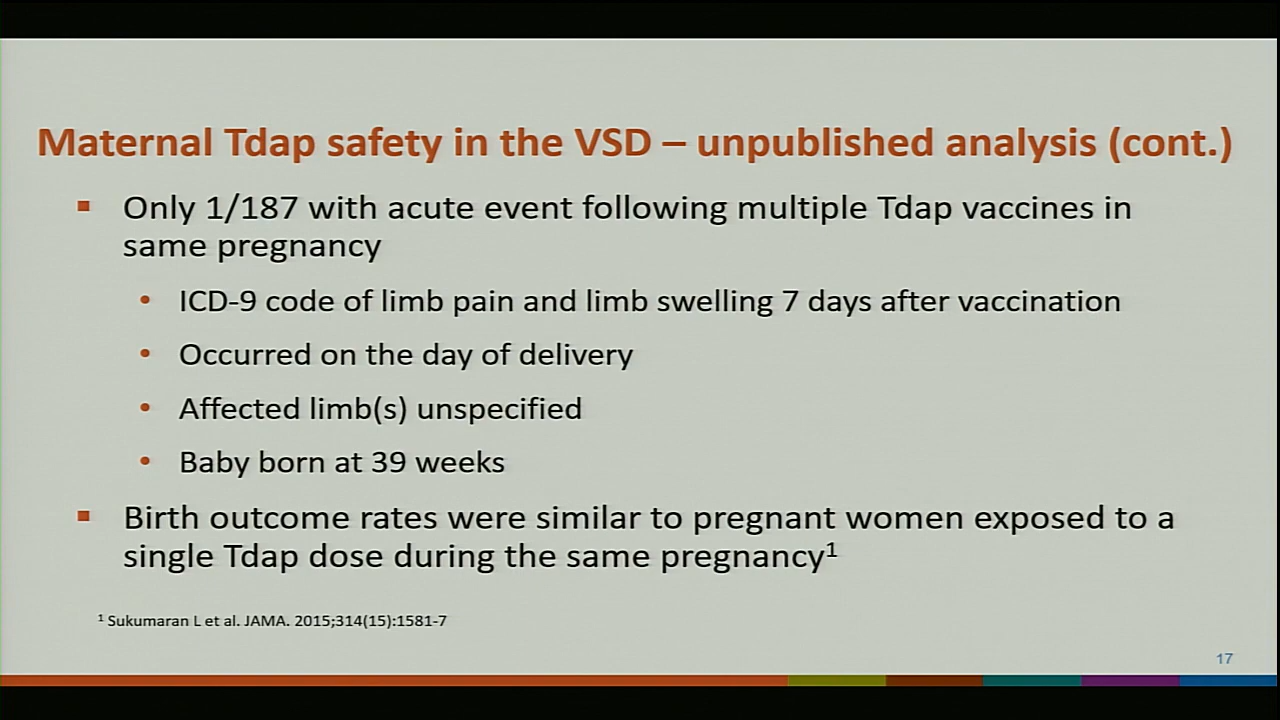 Maternal Tdap safety in the VSD – unpublished analysis (cont.)
▪ Only 1/187 with acute event following multiple Tdap vaccines in
same pregnancy
• ICD-9 code of limb pain and limb swelling 7 days after vaccination
• Occurred on the day of delivery
• Affected limb(s) unspecified
• Baby born at 39 weeks
▪ Birth outcome rates were similar to pregnant women exposed to a
single Tdap dose during the same pregnancy¹
¹ Sukumaran L et al. JAMA. 2015;314(15):1581-7
17